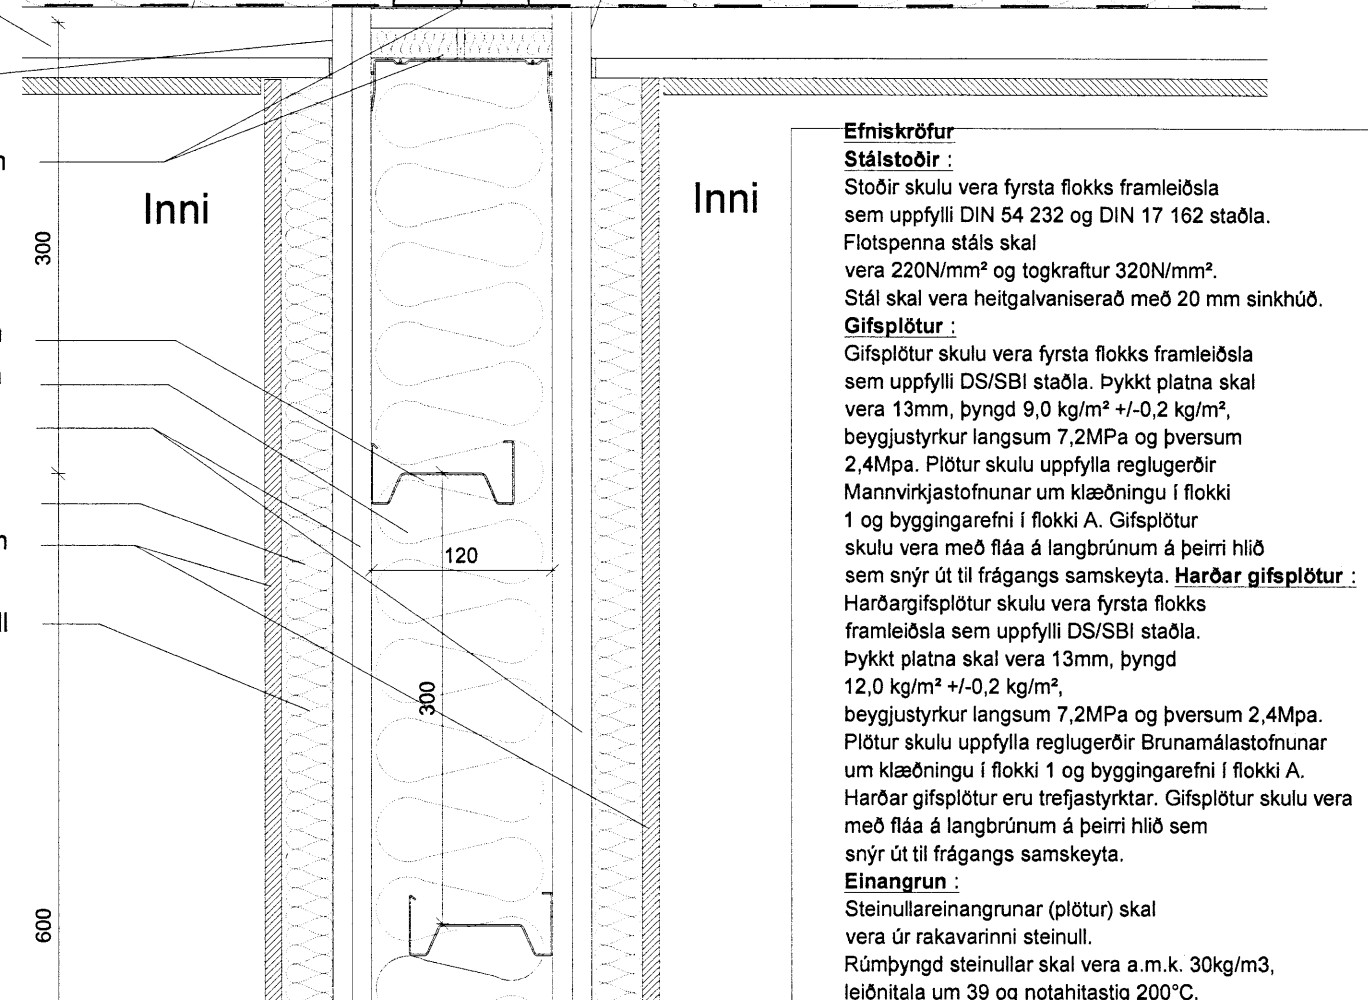 Inni
Inni
300
600
120
300
Efniskröfur
Stálstoðir :
Stoðir skulu vera fyrsta flokks framleiðsla
sem uppfylli DIN 54 232 og DIN 17 162 staðla.
Flotspenna stáls skal
vera 220N/mm² og togkraftur 320N/mm².
Stál skal vera heitgalvaniserað með 20 mm sinkhúð.
Gifsplötur :
Gifsplötur skulu vera fyrsta flokks framleiðsla
sem uppfylli DS/SBI staðla. Þykkt platna skal
vera 13mm, þyngd 9,0 kg/m² +/-0,2 kg/m²,
beygjustyrkur langsum 7,2MPa og þversum
2,4Mpa. Plötur skulu uppfylla reglugerðir
Mannvirkjastofnunar um klæðningu í flokki
1 og byggingarefni í flokki A. Gifsplötur
skulu vera með fláa á langbrúnum á þeirri hlið
sem snýr út til frágangs samskeyta. Harðar gifsplötur :
Harðargifsplötur skulu vera fyrsta flokks
framleiðsla sem uppfylli DS/SBI staðla.
Þykkt platna skal vera 13mm, þyngd
12,0 kg/m² +/-0,2 kg/m²,
beygjustyrkur langsum 7,2MPa og þversum 2,4Mpa.
Plötur skulu uppfylla reglugerðir Brunamálastofnunar
um klæðningu í flokki 1 og byggingarefni í flokki A.
Harðar gifsplötur eru trefjastyrktar. Gifsplötur skulu vera
með fláa á langbrúnum á þeirri hlið sem
snýr út til frágangs samskeyta.
Einangrun :
Steinullareinangrunar (plötur) skal
vera úr rakavarinni steinull.
Rúmþyngd steinullar skal vera a.m.k. 30kg/m3,
leiðnitala um 39 og notahitastig 200°C.